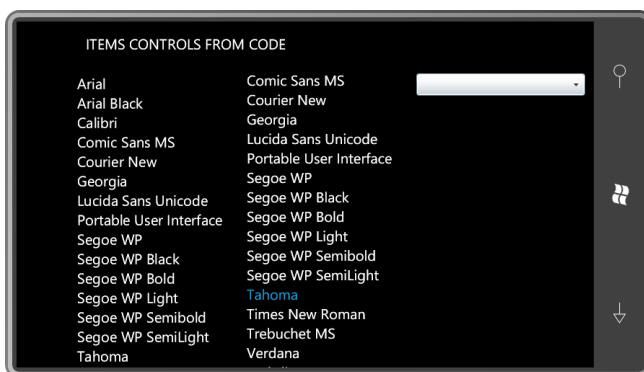 ITEMS CONTROLS FROM CODE
Arial
Arial Black
Calibri
Comic Sans MS
Courier New
Georgia
Lucida Sans Unicode
Portable User Interface
Segoe WP
Segoe WP Black
Segoe WP Bold
Segoe WP Light
Segoe WP Semibold
Segoe WP SemiLight
Tahoma
Comic Sans MS
Courier New
Georgia
Lucida Sans Unicode
Portable User Interface
Segoe WP
Segoe WP Black
Segoe WP Bold
Segoe WP Light
Segoe WP Semibold
Segoe WP SemiLight
Tahoma
Times New Roman
Trebuchet MS
Verdana